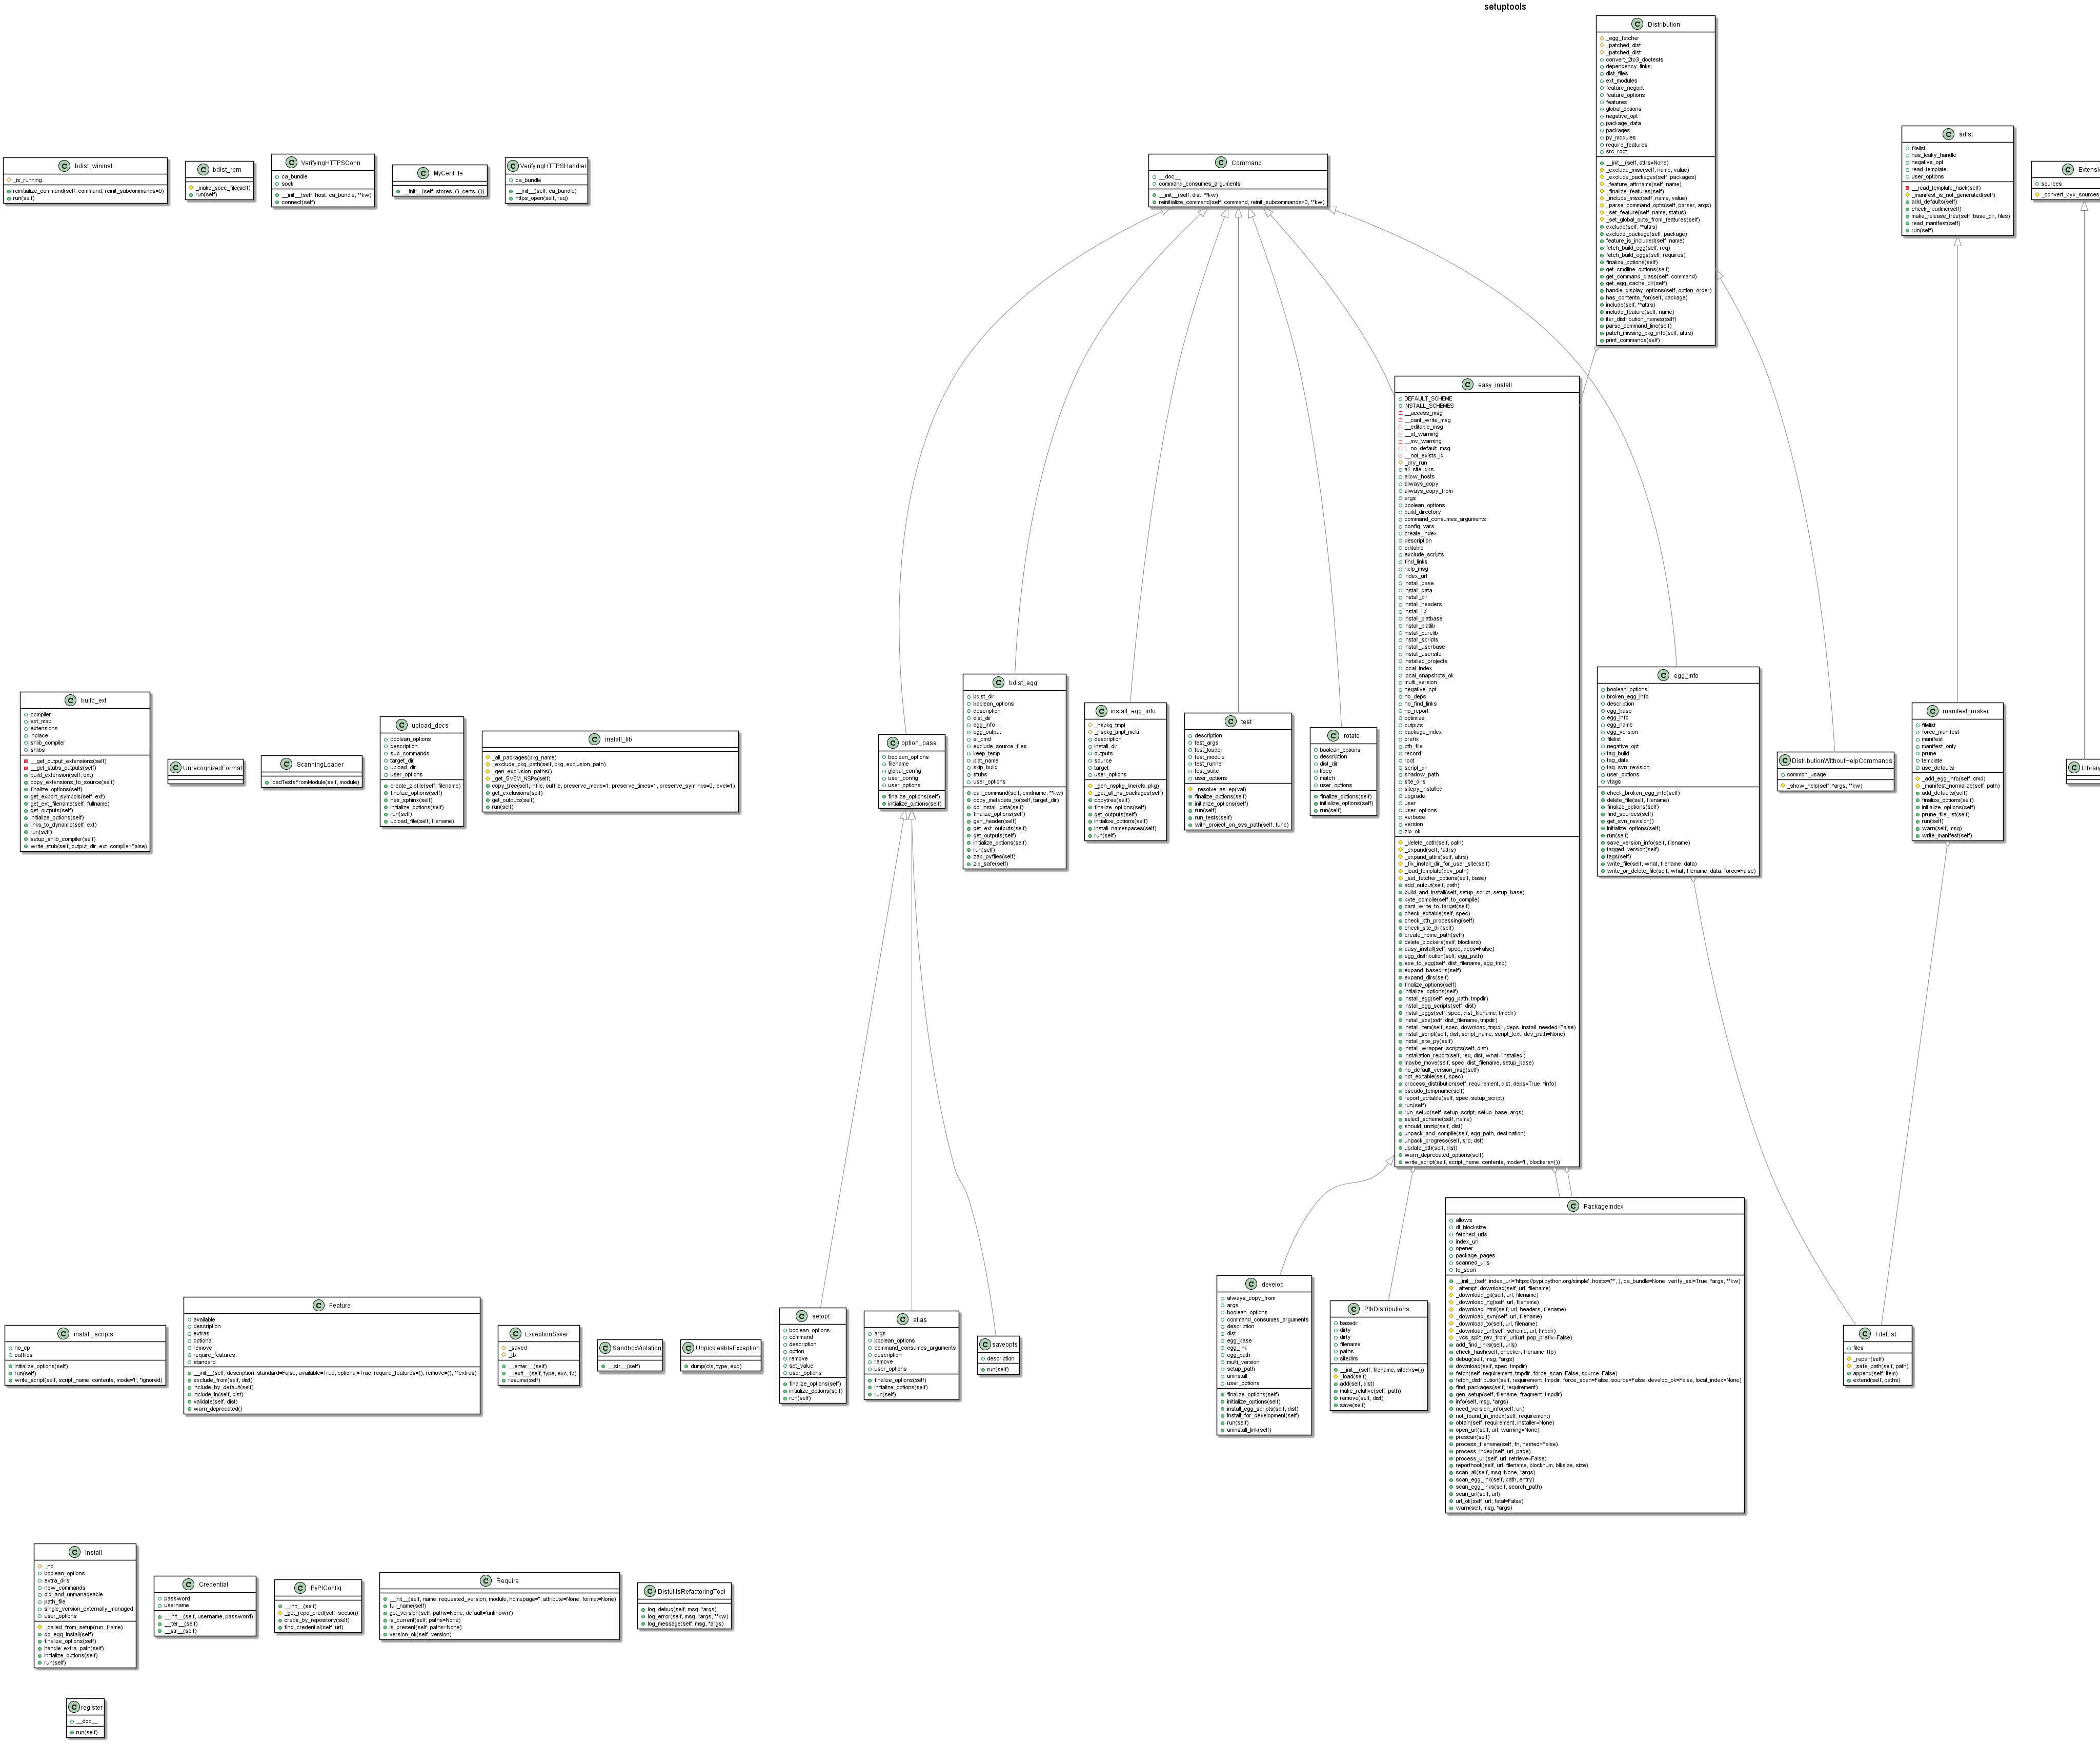 setuptools
C Distribution
_egg_fetcher
_patched_dist
_patched_dist
convert_2to3_doctests
dependency_links
dist_files
ext_modules
feature_negopt
feature_options
features
global_options
negative_opt
package_data
packages
py_modules
require_features
src_root
__init__(self, attrs=None)
_exclude_misc(self, name, value)
_exclude_packages(self, packages)
_feature_attrname(self, name)
_finalize_features(self)
_include_misc(self, name, value)
_parse_command_opts(self, parser, args)
_set_feature(self, name, status)
_set_global_opts_from_features(self)
exclude(self, **attrs)
exclude_package(self, package)
feature_is_included(self, name)
fetch_build_egg(self, req)
fetch_build_eggs(self, requires)
finalize_options(self)
get_cmdline_options(self)
get_command_class(self, command)
get_egg_cache_dir(self)
handle_display_options(self, option_order)
has_contents_for(self, package)
include(self, **attrs)
include_feature(self, name)
iter_distribution_names(self)
parse_command_line(self)
patch_missing_pkg_info(self, attrs)
print_commands(self)
C bdist_wininst
_is_running
reinitialize_command(self, command, reinit_subcommands=0)
run(self)
C bdist_rpm
_make_spec_file(self)
run(self)
C VerifyingHTTPSConn
ca_bundle
sock
__init__(self, host, ca_bundle, **kw)
connect(self)
C MyCertFile
__init__(self, stores=(), certs=())
C VerifyingHTTPSHandler
ca_bundle
__init__(self, ca_bundle)
https_open(self, req)
C Command
__doc__
command_consumes_arguments
__init__(self, dist, **kw)
reinitialize_command(self, command, reinit_subcommands=0, **kw)
C sdist
filelist
has_leaky_handle
negative_opt
read_template
user_options
__read_template_hack(self)
_manifest_is_not_generated(self)
add_defaults(self)
check_readme(self)
make_release_tree(self, base_dir, files)
read_manifest(self)
run(self)
C Extensi
sources
_convert_pyx_sources_
C easy_install
DEFAULT_SCHEME
INSTALL_SCHEMES
__access_msg
__cant_write_msg
__editable_msg
__id_warning
__mv_warning
__no_default_msg
__not_exists_id
_dry_run
all_site_dirs
allow_hosts
always_copy
always_copy_from
args
boolean_options
build_directory
command_consumes_arguments
config_vars
create_index
description
editable
exclude_scripts
find_links
help_msg
index_url
install_base
install_data
install_dir
install_headers
install_lib
install_platbase
install_platlib
install_purelib
install_scripts
install_userbase
install_usersite
installed_projects
local_index
local_snapshots_ok
multi_version
negative_opt
no_deps
no_find_links
no_report
optimize
outputs
package_index
prefix
pth_file
record
root
script_dir
shadow_path
site_dirs
sitepy_installed
upgrade
user
user_options
verbose
version
zip_ok
_delete_path(self, path)
_expand(self, *attrs)
_expand_attrs(self, attrs)
_fix_install_dir_for_user_site(self)
_load_template(dev_path)
_set_fetcher_options(self, base)
add_output(self, path)
build_and_install(self, setup_script, setup_base)
byte_compile(self, to_compile)
cant_write_to_target(self)
check_editable(self, spec)
check_pth_processing(self)
check_site_dir(self)
create_home_path(self)
delete_blockers(self, blockers)
easy_install(self, spec, deps=False)
egg_distribution(self, egg_path)
exe_to_egg(self, dist_filename, egg_tmp)
expand_basedirs(self)
expand_dirs(self)
finalize_options(self)
initialize_options(self)
install_egg(self, egg_path, tmpdir)
install_egg_scripts(self, dist)
install_eggs(self, spec, dist_filename, tmpdir)
install_exe(self, dist_filename, tmpdir)
install_item(self, spec, download, tmpdir, deps, install_needed=False)
install_script(self, dist, script_name, script_text, dev_path=None)
install_site_py(self)
install_wrapper_scripts(self, dist)
installation_report(self, req, dist, what='Installed')
maybe_move(self, spec, dist_filename, setup_base)
no_default_version_msg(self)
not_editable(self, spec)
process_distribution(self, requirement, dist, deps=True, *info)
pseudo_tempname(self)
report_editable(self, spec, setup_script)
run(self)
run_setup(self, setup_script, setup_base, args)
select_scheme(self, name)
should_unzip(self, dist)
unpack_and_compile(self, egg_path, destination)
unpack_progress(self, src, dst)
update_pth(self, dist)
warn_deprecated_options(self)
write_script(self, script_name, contents, mode='t', blockers=())
C build_ext
compiler
ext_map
extensions
inplace
shlib_compiler
shlibs
__get_output_extensions(self)
__get_stubs_outputs(self)
build_extension(self, ext)
copy_extensions_to_source(self)
finalize_options(self)
get_export_symbols(self, ext)
get_ext_filename(self, fullname)
get_outputs(self)
initialize_options(self)
links_to_dynamic(self, ext)
run(self)
setup_shlib_compiler(self)
write_stub(self, output_dir, ext, compile=False)
C UnrecognizedFormat
C ScanningLoader
loadTestsFromModule(self, module)
C upload_docs
boolean_options
description
sub_commands
target_dir
upload_dir
user_options
create_zipfile(self, filename)
finalize_options(self)
has_sphinx(self)
initialize_options(self)
run(self)
upload_file(self, filename)
C install_lib
_all_packages(pkg_name)
_exclude_pkg_path(self, pkg, exclusion_path)
_gen_exclusion_paths()
_get_SVEM_NSPs(self)
copy_tree(self, infile, outfile, preserve_mode=1, preserve_times=1, preserve_symlinks=0, level=1)
get_exclusions(self)
get_outputs(self)
run(self)
C option_base
boolean_options
filename
global_config
user_config
user_options
finalize_options(self)
initialize_options(self)
C bdist_egg
bdist_dir
boolean_options
description
dist_dir
egg_info
egg_output
ei_cmd
exclude_source_files
keep_temp
plat_name
skip_build
stubs
user_options
call_command(self, cmdname, **kw)
copy_metadata_to(self, target_dir)
do_install_data(self)
finalize_options(self)
gen_header(self)
get_ext_outputs(self)
get_outputs(self)
initialize_options(self)
run(self)
zap_pyfiles(self)
zip_safe(self)
C install_egg_info
_nspkg_tmpl
_nspkg_tmpl_multi
description
install_dir
outputs
source
target
user_options
_gen_nspkg_line(cls, pkg)
_get_all_ns_packages(self)
copytree(self)
finalize_options(self)
get_outputs(self)
initialize_options(self)
install_namespaces(self)
run(self)
C test
description
test_args
test_loader
test_module
test_runner
test_suite
user_options
_resolve_as_ep(val)
finalize_options(self)
initialize_options(self)
run(self)
run_tests(self)
with_project_on_sys_path(self, func)
C rotate
boolean_options
description
dist_dir
keep
match
user_options
finalize_options(self)
initialize_options(self)
run(self)
C egg_info
boolean_options
broken_egg_info
description
egg_base
egg_info
egg_name
egg_version
filelist
negative_opt
tag_build
tag_date
tag_svn_revision
user_options
vtags
check_broken_egg_info(self)
delete_file(self, filename)
finalize_options(self)
find_sources(self)
get_svn_revision()
initialize_options(self)
run(self)
save_version_info(self, filename)
tagged_version(self)
tags(self)
write_file(self, what, filename, data)
write_or_delete_file(self, what, filename, data, force=False)
C DistributionWithoutHelpCommands
common_usage
_show_help(self, *args, **kw)
C manifest_maker
filelist
force_manifest
manifest
manifest_only
prune
template
use_defaults
_add_egg_info(self, cmd)
_manifest_normalize(self, path)
add_defaults(self)
finalize_options(self)
initialize_options(self)
prune_file_list(self)
run(self)
warn(self, msg)
write_manifest(self)
C Library
C install_scripts
no_ep
outfiles
initialize_options(self)
run(self)
write_script(self, script_name, contents, mode='t', *ignored)
C Feature
available
description
extras
optional
remove
require_features
standard
__init__(self, description, standard=False, available=True, optional=True, require_features=(), remove=(), **extras)
exclude_from(self, dist)
include_by_default(self)
include_in(self, dist)
validate(self, dist)
warn_deprecated()
C ExceptionSaver
_saved
_tb
__enter__(self)
__exit__(self, type, exc, tb)
resume(self)
C SandboxViolation
__str__(self)
C UnpickleableException
dump(cls, type, exc)
C setopt
boolean_options
command
description
option
remove
set_value
user_options
finalize_options(self)
initialize_options(self)
run(self)
C alias
args
boolean_options
command_consumes_arguments
description
remove
user_options
finalize_options(self)
initialize_options(self)
run(self)
C saveopts
description
run(self)
C develop
always_copy_from
args
boolean_options
command_consumes_arguments
description
dist
egg_base
egg_link
egg_path
multi_version
setup_path
uninstall
user_options
finalize_options(self)
initialize_options(self)
install_egg_scripts(self, dist)
install_for_development(self)
run(self)
uninstall_link(self)
C PthDistributions
basedir
dirty
dirty
filename
paths
sitedirs
__init__(self, filename, sitedirs=())
_load(self)
add(self, dist)
make_relative(self, path)
remove(self, dist)
save(self)
C PackageIndex
allows
dl_blocksize
fetched_urls
index_url
opener
package_pages
scanned_urls
to_scan
__init__(self, index_url='https://pypi.python.org/simple', hosts=('*', ), ca_bundle=None, verify_ssl=True, *args, **kw)
_attempt_download(self, url, filename)
_download_git(self, url, filename)
_download_hg(self, url, filename)
_download_html(self, url, headers, filename)
_download_svn(self, url, filename)
_download_to(self, url, filename)
_download_url(self, scheme, url, tmpdir)
_vcs_split_rev_from_url(url, pop_prefix=False)
add_find_links(self, urls)
check_hash(self, checker, filename, tfp)
debug(self, msg, *args)
download(self, spec, tmpdir)
fetch(self, requirement, tmpdir, force_scan=False, source=False)
fetch_distribution(self, requirement, tmpdir, force_scan=False, source=False, develop_ok=False, local_index=None)
find_packages(self, requirement)
gen_setup(self, filename, fragment, tmpdir)
info(self, msg, *args)
need_version_info(self, url)
not_found_in_index(self, requirement)
obtain(self, requirement, installer=None)
open_url(self, url, warning=None)
prescan(self)
process_filename(self, fn, nested=False)
process_index(self, url, page)
process_url(self, url, retrieve=False)
reporthook(self, url, filename, blocknum, blksize, size)
scan_all(self, msg=None, *args)
scan_egg_link(self, path, entry)
scan_egg_links(self, search_path)
scan_url(self, url)
url_ok(self, url, fatal=False)
warn(self, msg, *args)
C FileList
files
_repair(self)
_safe_path(self, path)
append(self, item)
extend(self, paths)
C install
_nc
boolean_options
extra_dirs
new_commands
old_and_unmanageable
path_file
single_version_externally_managed
user_options
_called_from_setup(run_frame)
do_egg_install(self)
finalize_options(self)
handle_extra_path(self)
initialize_options(self)
run(self)
C Credential
password
username
__init__(self, username, password)
__iter__(self)
__str__(self)
C PyPIConfig
__init__(self)
_get_repo_cred(self, section)
creds_by_repository(self)
find_credential(self, url)
C Require
__init__(self, name, requested_version, module, homepage='', attribute=None, format=None)
full_name(self)
get_version(self, paths=None, default='unknown')
is_current(self, paths=None)
is_present(self, paths=None)
version_ok(self, version)
C DistutilsRefactoringTool
log_debug(self, msg, *args)
log_error(self, msg, *args, **kw)
log_message(self, msg, *args)
C register
__doc__
run(self)